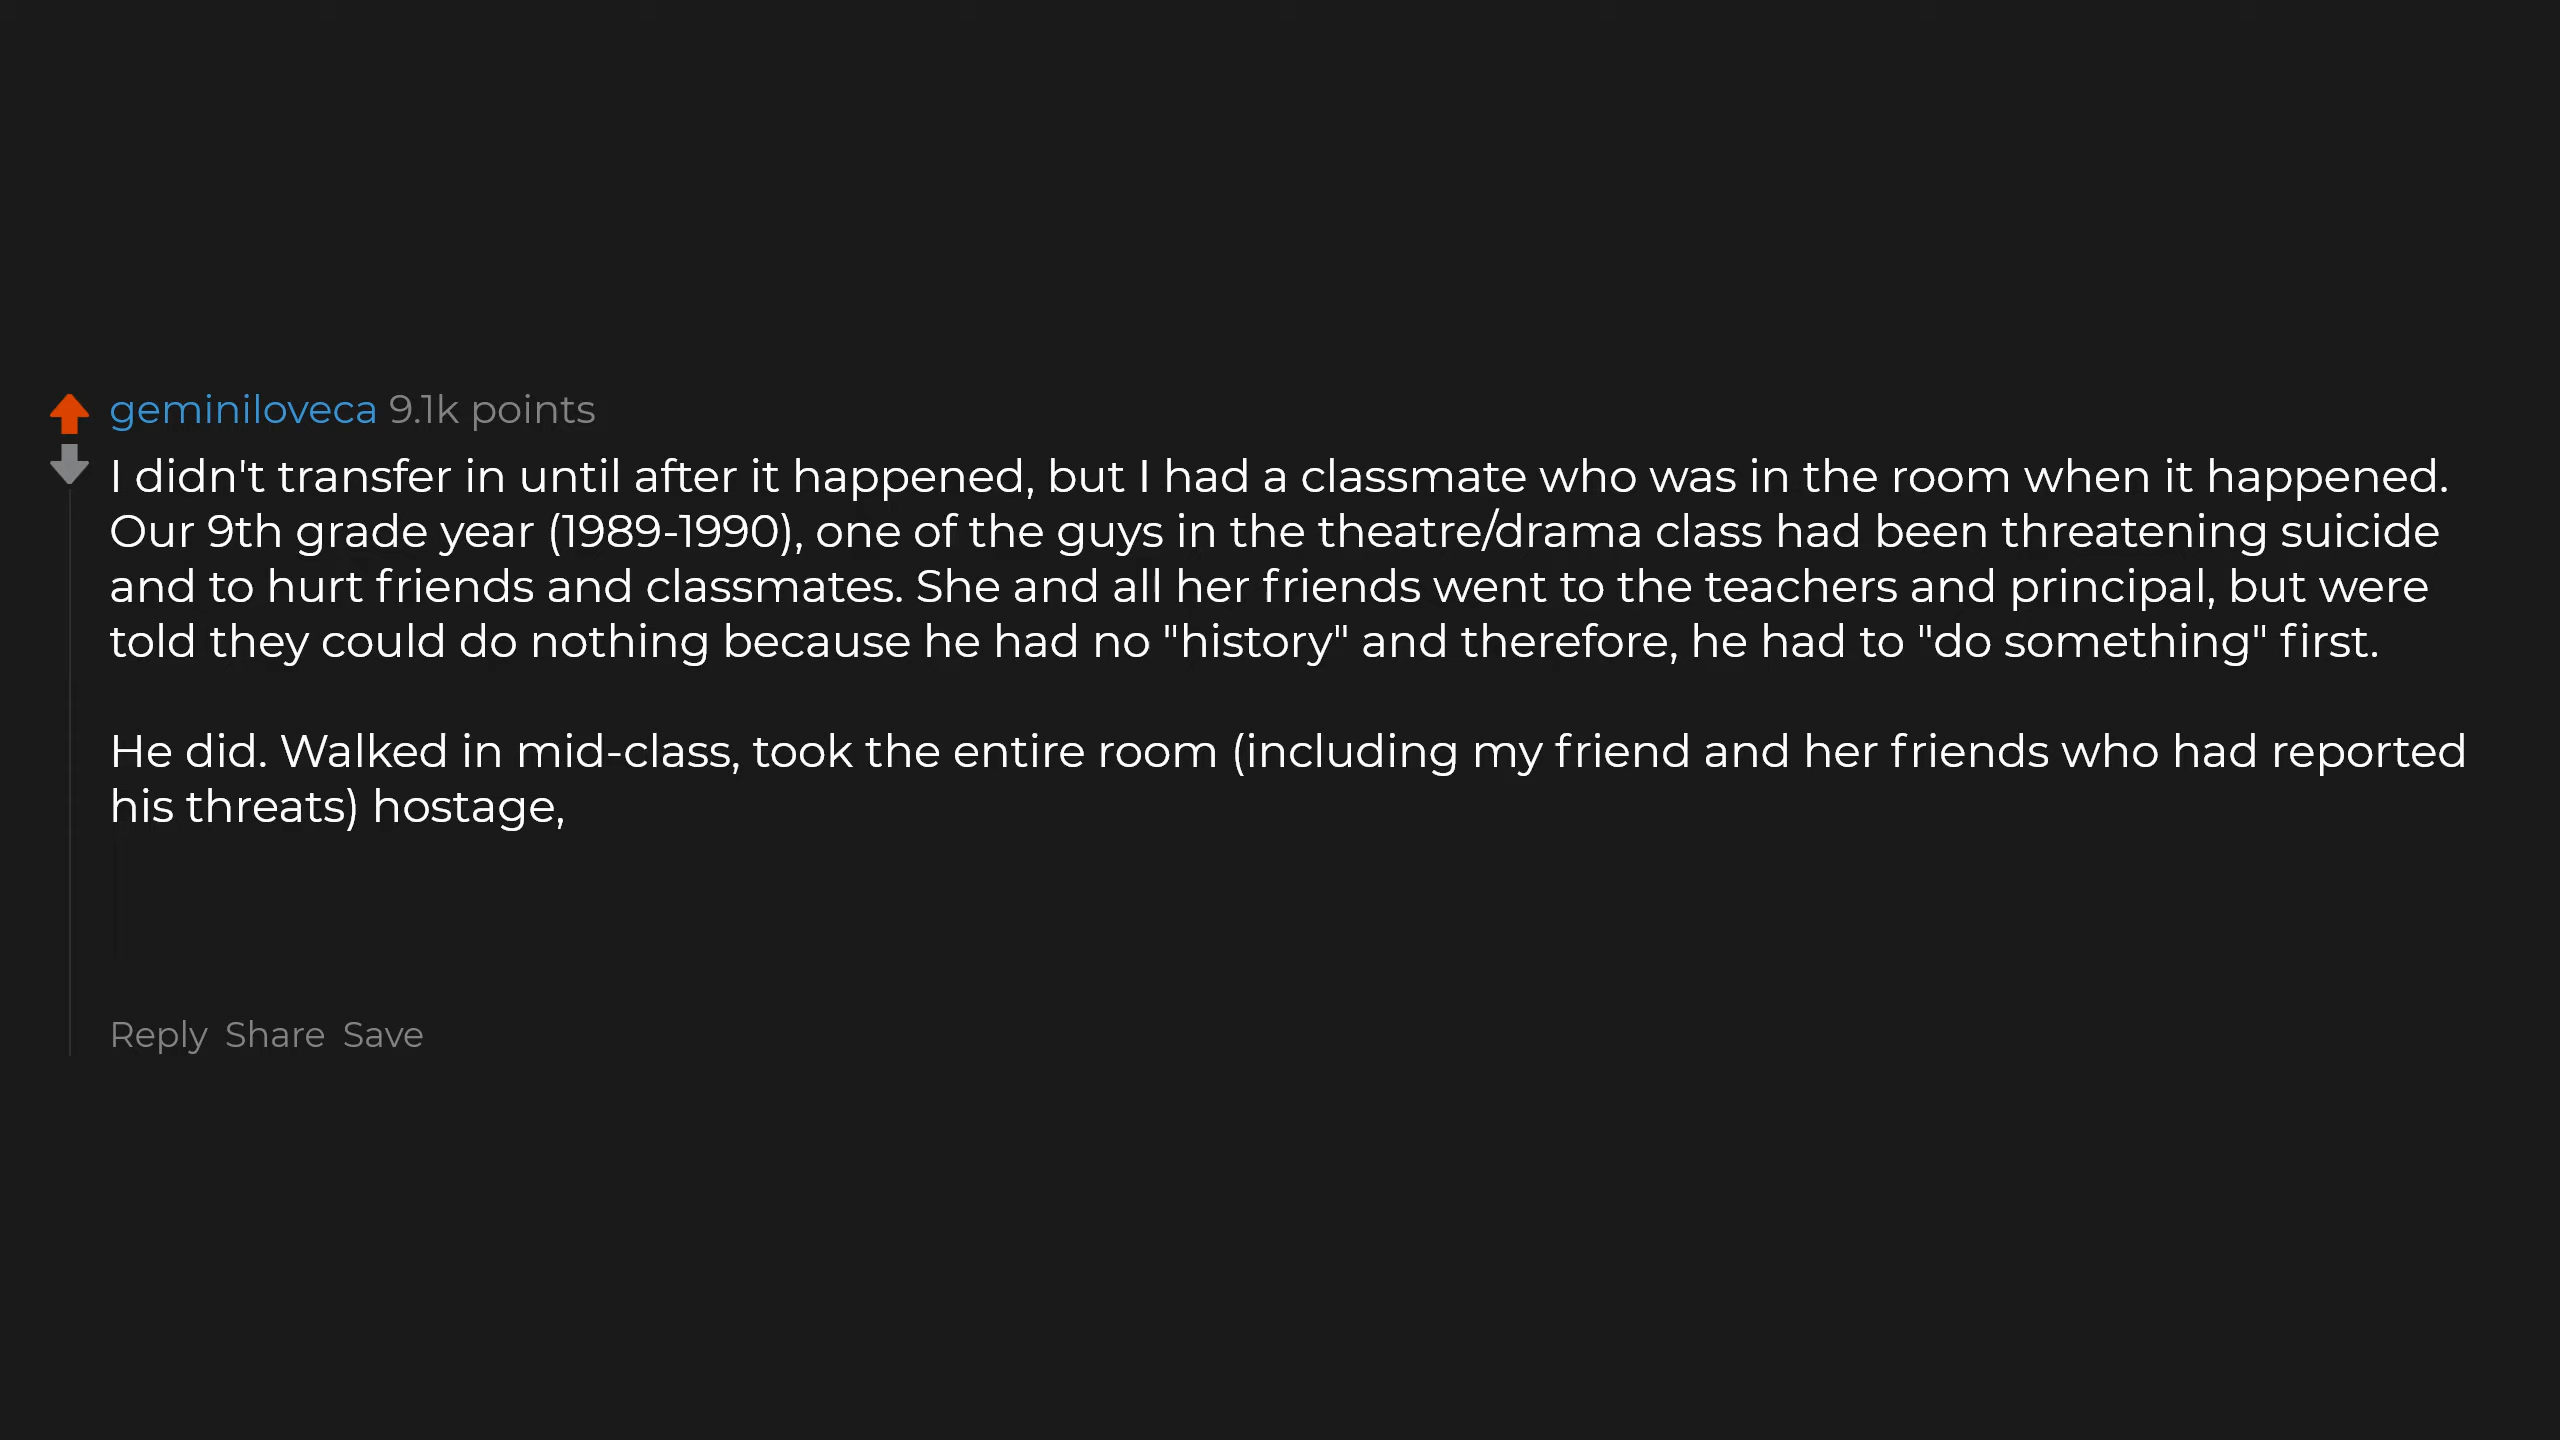 geminiloveca 9.1k points
I didn't transfer in until after it happened, but I had a classmate who was in the room when it happened.
Our 9th grade year (1989-1990), one of the guys in the theatre/drama class had been threatening suicide
and to hurt friends and classmates. She and all her friends went to the teachers and principal, but were
told they could do nothing because he had no "history" and therefore, he had to "do something" first.
He did. Walked in mid-class, took the entire room (including my friend and her friends who had reported
his threats) hostage,
Reply Share Save